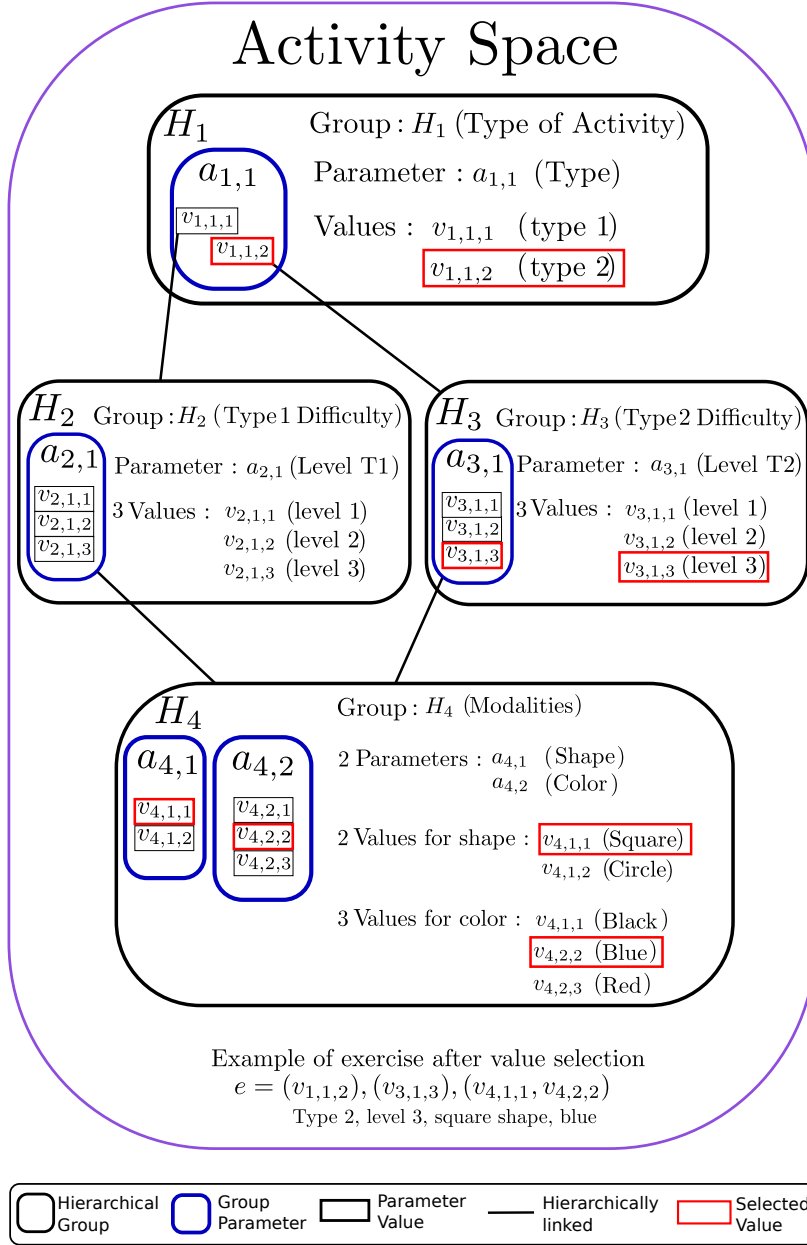 Activity Space
H1
Group : H1 (Type of Activity)
a1,1
Parameter : a1,1 (Type)
v1,1,1
v1,1,2
Values : v1,1,1 (type 1)
v1,1,2 (type 2)
H2
Group : H2 (Type 1 Difficulty)
a2,1
Parameter : a2,1 (Level T1)
v2,1,1
v2,1,2
v2,1,3
3 Values : v2,1,1 (level 1)
v2,1,2 (level 2)
v2,1,3 (level 3)
H3
Group : H3 (Type 2 Difficulty)
a3,1
Parameter : a3,1 (Level T2)
v3,1,1
v3,1,2
v3,1,3
3 Values : v3,1,1 (level 1)
v3,1,2 (level 2)
v3,1,3 (level 3)
H4
Group : H4 (Modalities)
a4,1
a4,2
2 Parameters : a4,1 (Shape)
a4,2 (Color)
v4,1,1
v4,1,2
v4,2,1
v4,2,2
v4,2,3
2 Values for shape : v4,1,1 (Square)
v4,1,2 (Circle)
3 Values for color : v4,1,1 (Black)
v4,2,2 (Blue)
v4,2,3 (Red)
Example of exercise after value selection
e = (v1,1,2), (v3,1,3), (v4,1,1, v4,2,2)
Type 2, level 3, square shape, blue
Hierarchical
Group
Group
Parameter
Parameter
Value
Hierarchically
linked
Selected
Value